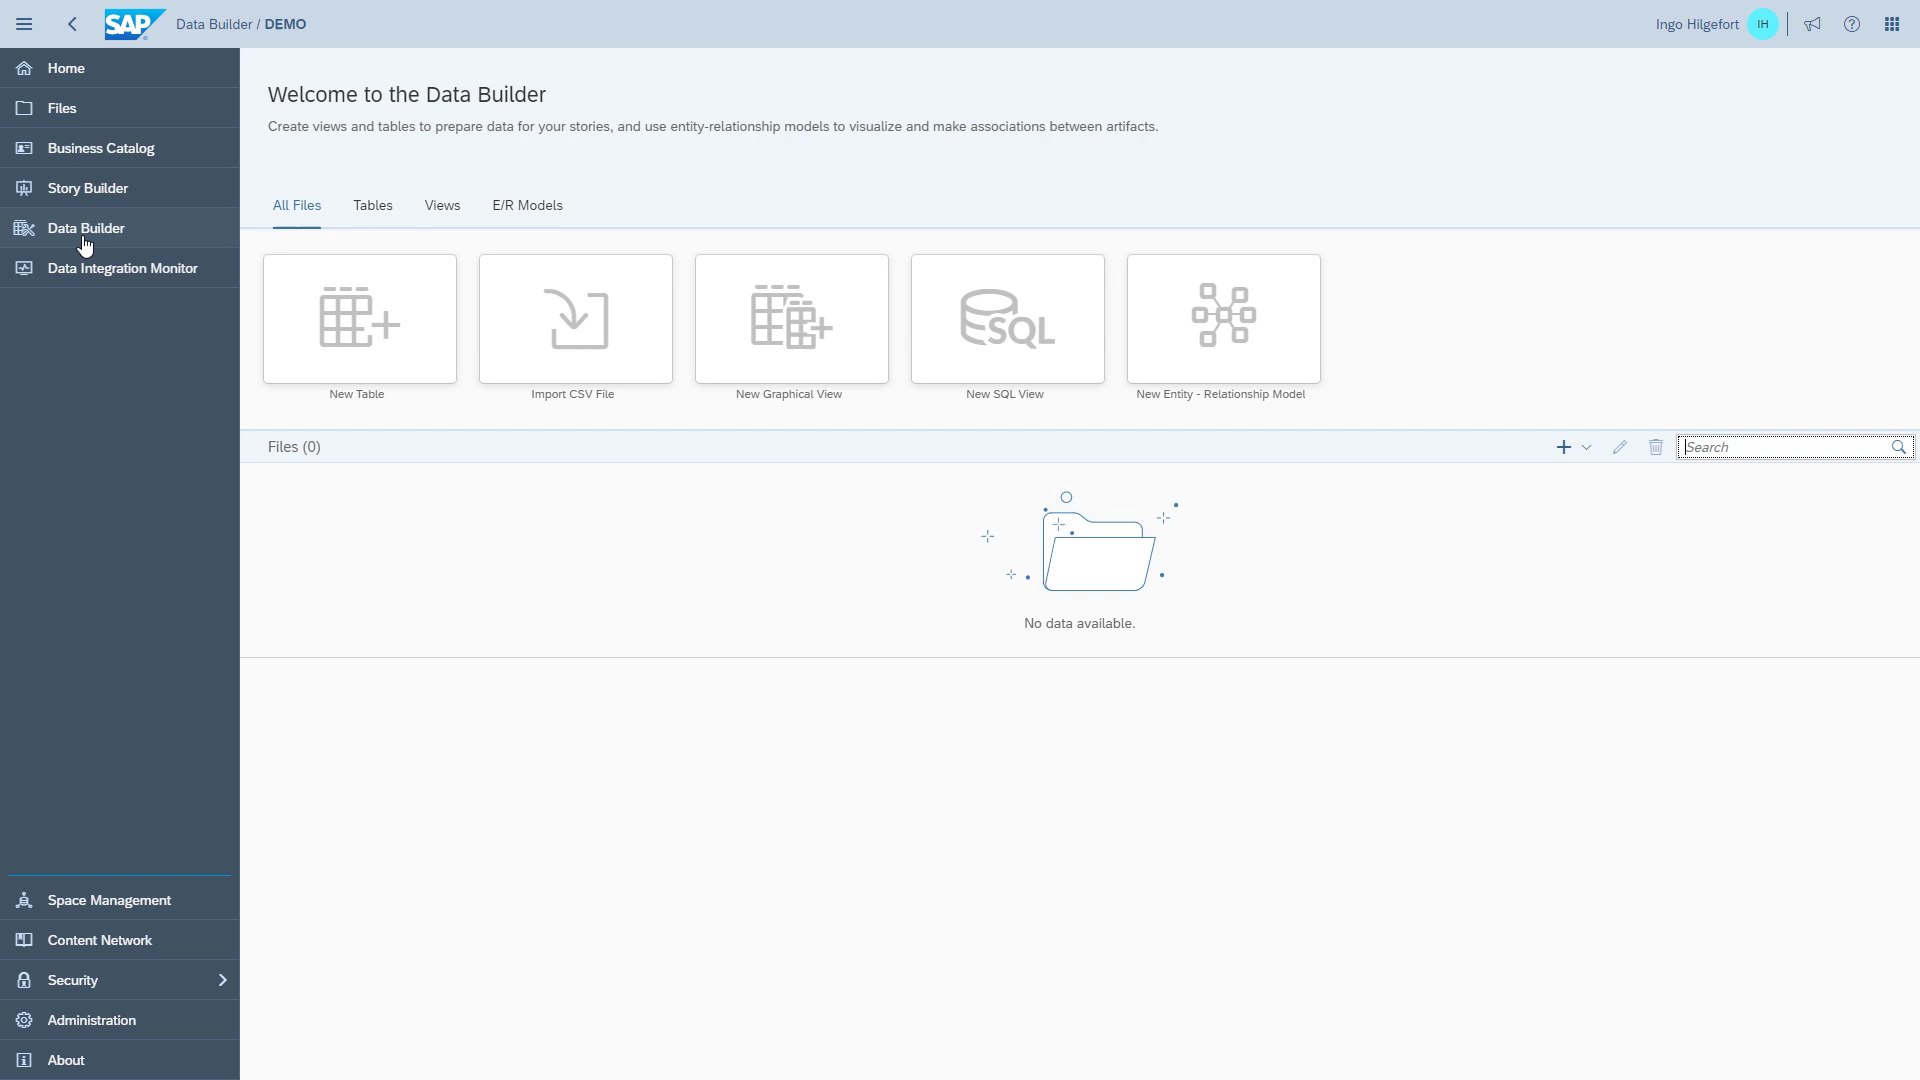 SAP
Data Builder / DEMO
Ingo Hilgefort
IH
Home
Files
Business Catalog
Story Builder
Data Builder
Data Integration Monitor
Space Management
Content Network
Security
Administration
About
Welcome to the Data Builder
Create views and tables to prepare data for your stories, and use entity-relationship models to visualize and make associations between artifacts.
All Files
Tables
Views
E/R Models
New Table
Import CSV File
New Graphical View
SQL
New SQL View
New Entity - Relationship Model
Files (0)
Search
No data available.